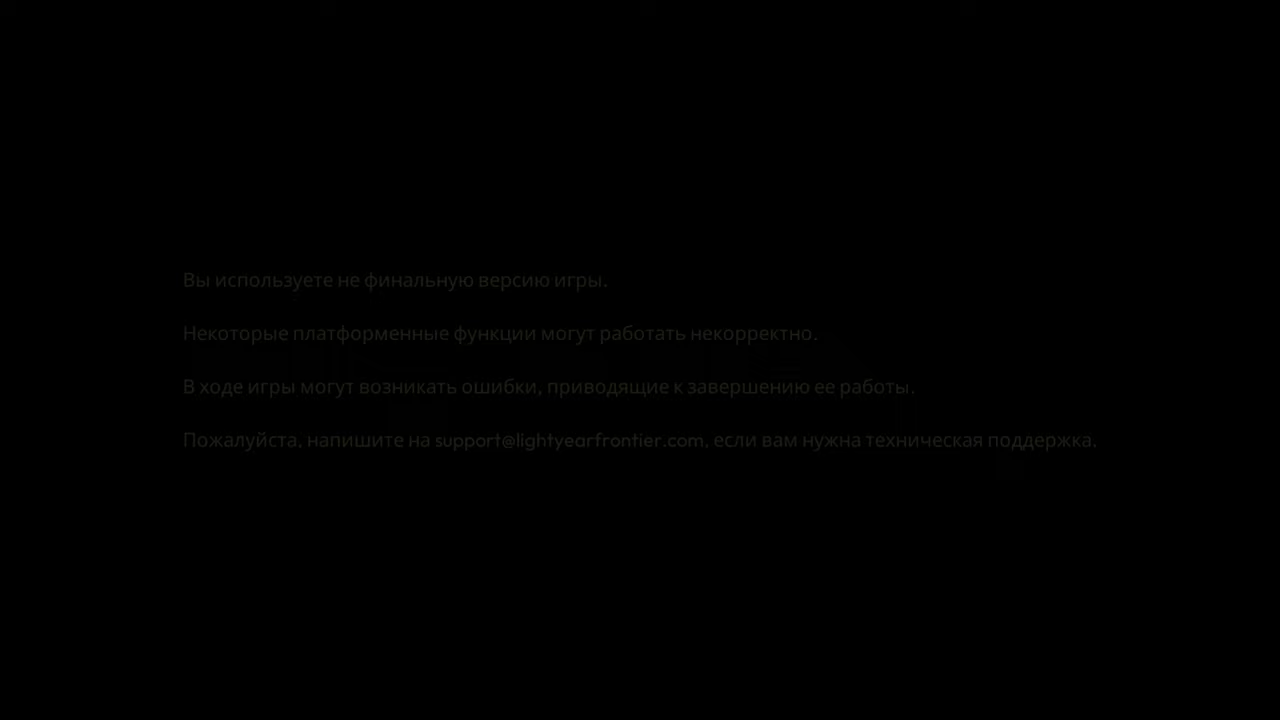 Вы используете не финальную версию игры.
Некоторые платформенные функции могут работать некорректно.
В ходе игры могут возникать ошибки, приводящие к завершению ее работы.
Пожалуйста, напишите на support@lightyearfrontier.com, если вам нужна техническая поддержка.